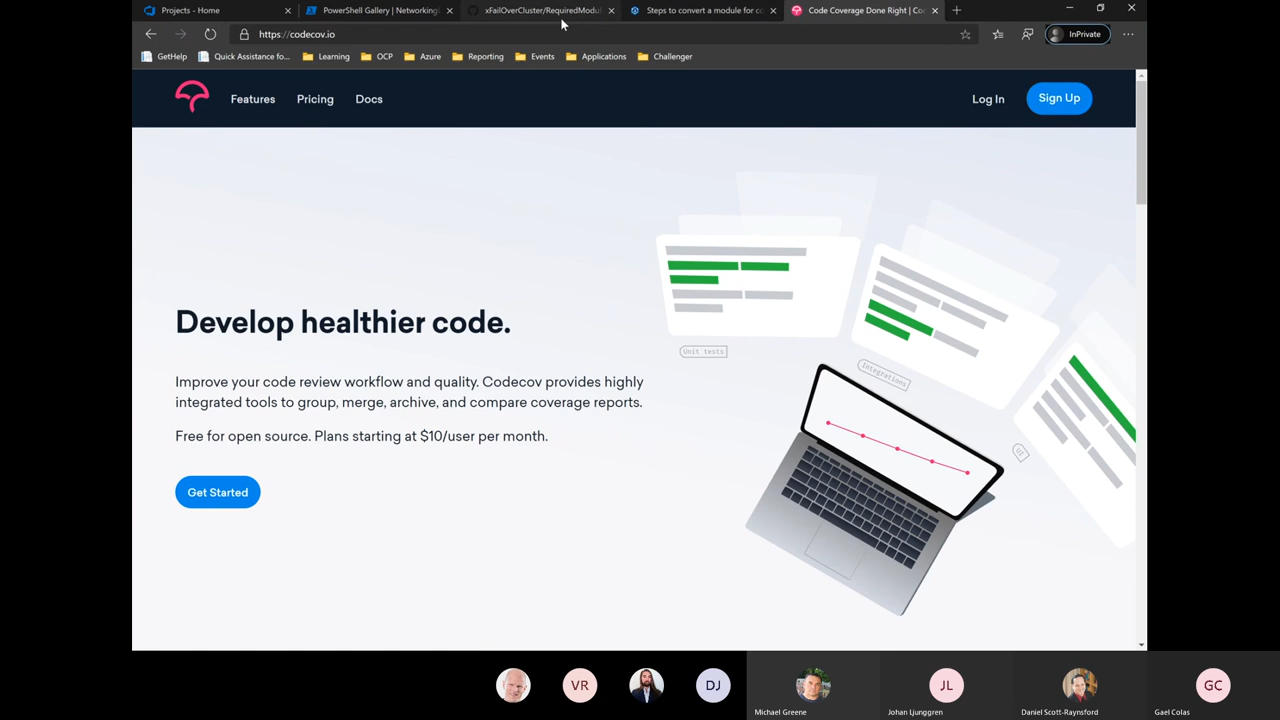 Projects - Home
PowerShell Gallery | Networking
xFailOverCluster/RequiredModul
Steps to convert a module for co
Code Coverage Done Right | Co
https://codecov.io
InPrivate
GetHelp
Quick Assistance fo...
Learning
OCP
Azure
Reporting
Events
Applications
Challenger
Features
Pricing
Docs
Log In
Sign Up
Develop healthier code.
Improve your code review workflow and quality. Codecov provides highly
integrated tools to group, merge, archive, and compare coverage reports.
Free for open source. Plans starting at $10/user per month.
Get Started
Unit tests
Integrations
UI
VR
DJ
JL
GC
Michael Greene
Johan Ljunggren
Daniel Scott-Raynsford
Gael Colas